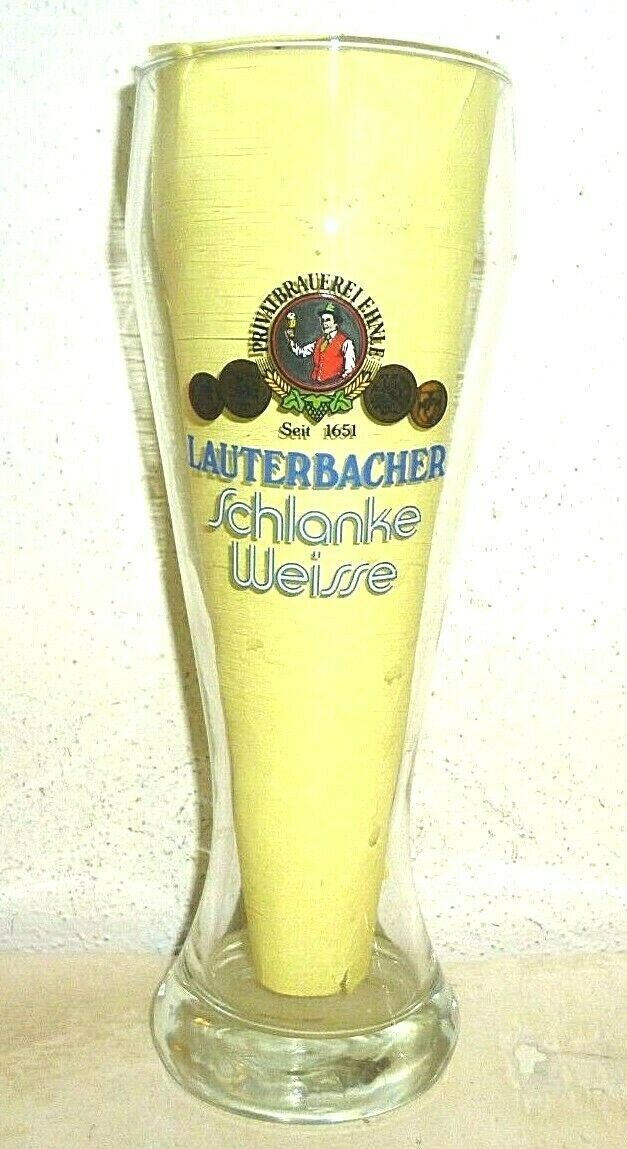 PRIVATBRAUEREI EHNLE
Seit 1651
LAUTERBACHER
Schlanke
Weisse